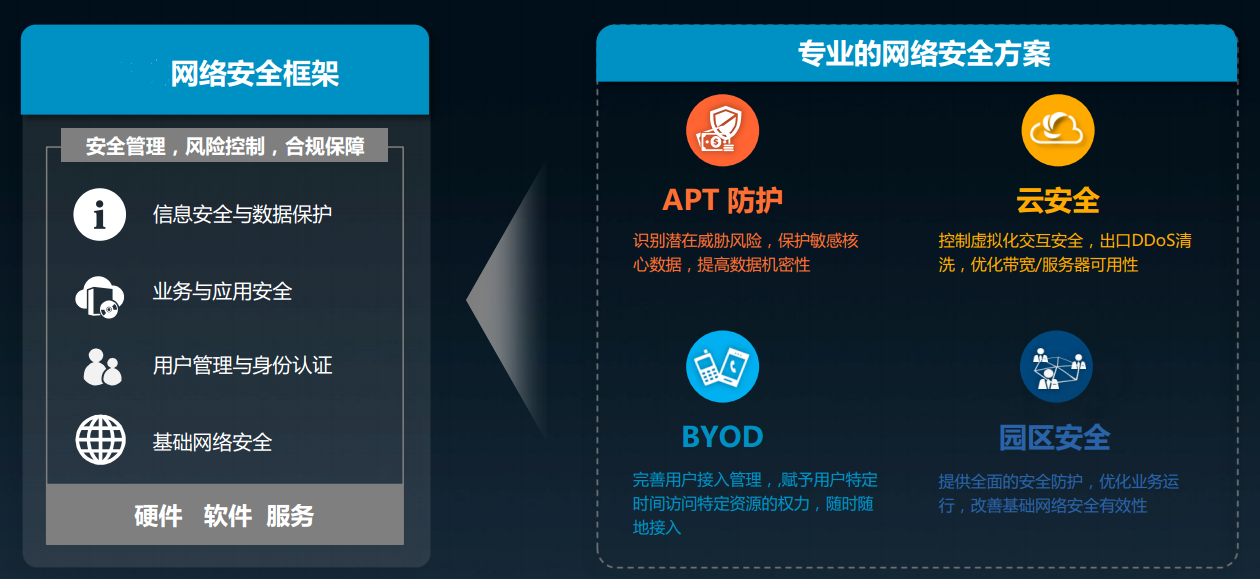 网络安全框架
安全管理，风险控制，合规保障
信息安全与数据保护
业务与应用安全
用户管理与身份认证
基础网络安全
硬件 软件 服务
专业的网络安全方案
APT 防护
识别潜在威胁风险，保护敏感核
心数据，提高数据机密性
云安全
控制虚拟化交互安全，出口DDoS清
洗，优化带宽/服务器可用性
BYOD
完善用户接入管理，,赋予用户特定
时间访问特定资源的权力，随时随
地接入
园区安全
提供全面的安全防护，优化业务运
行，改善基础网络安全有效性